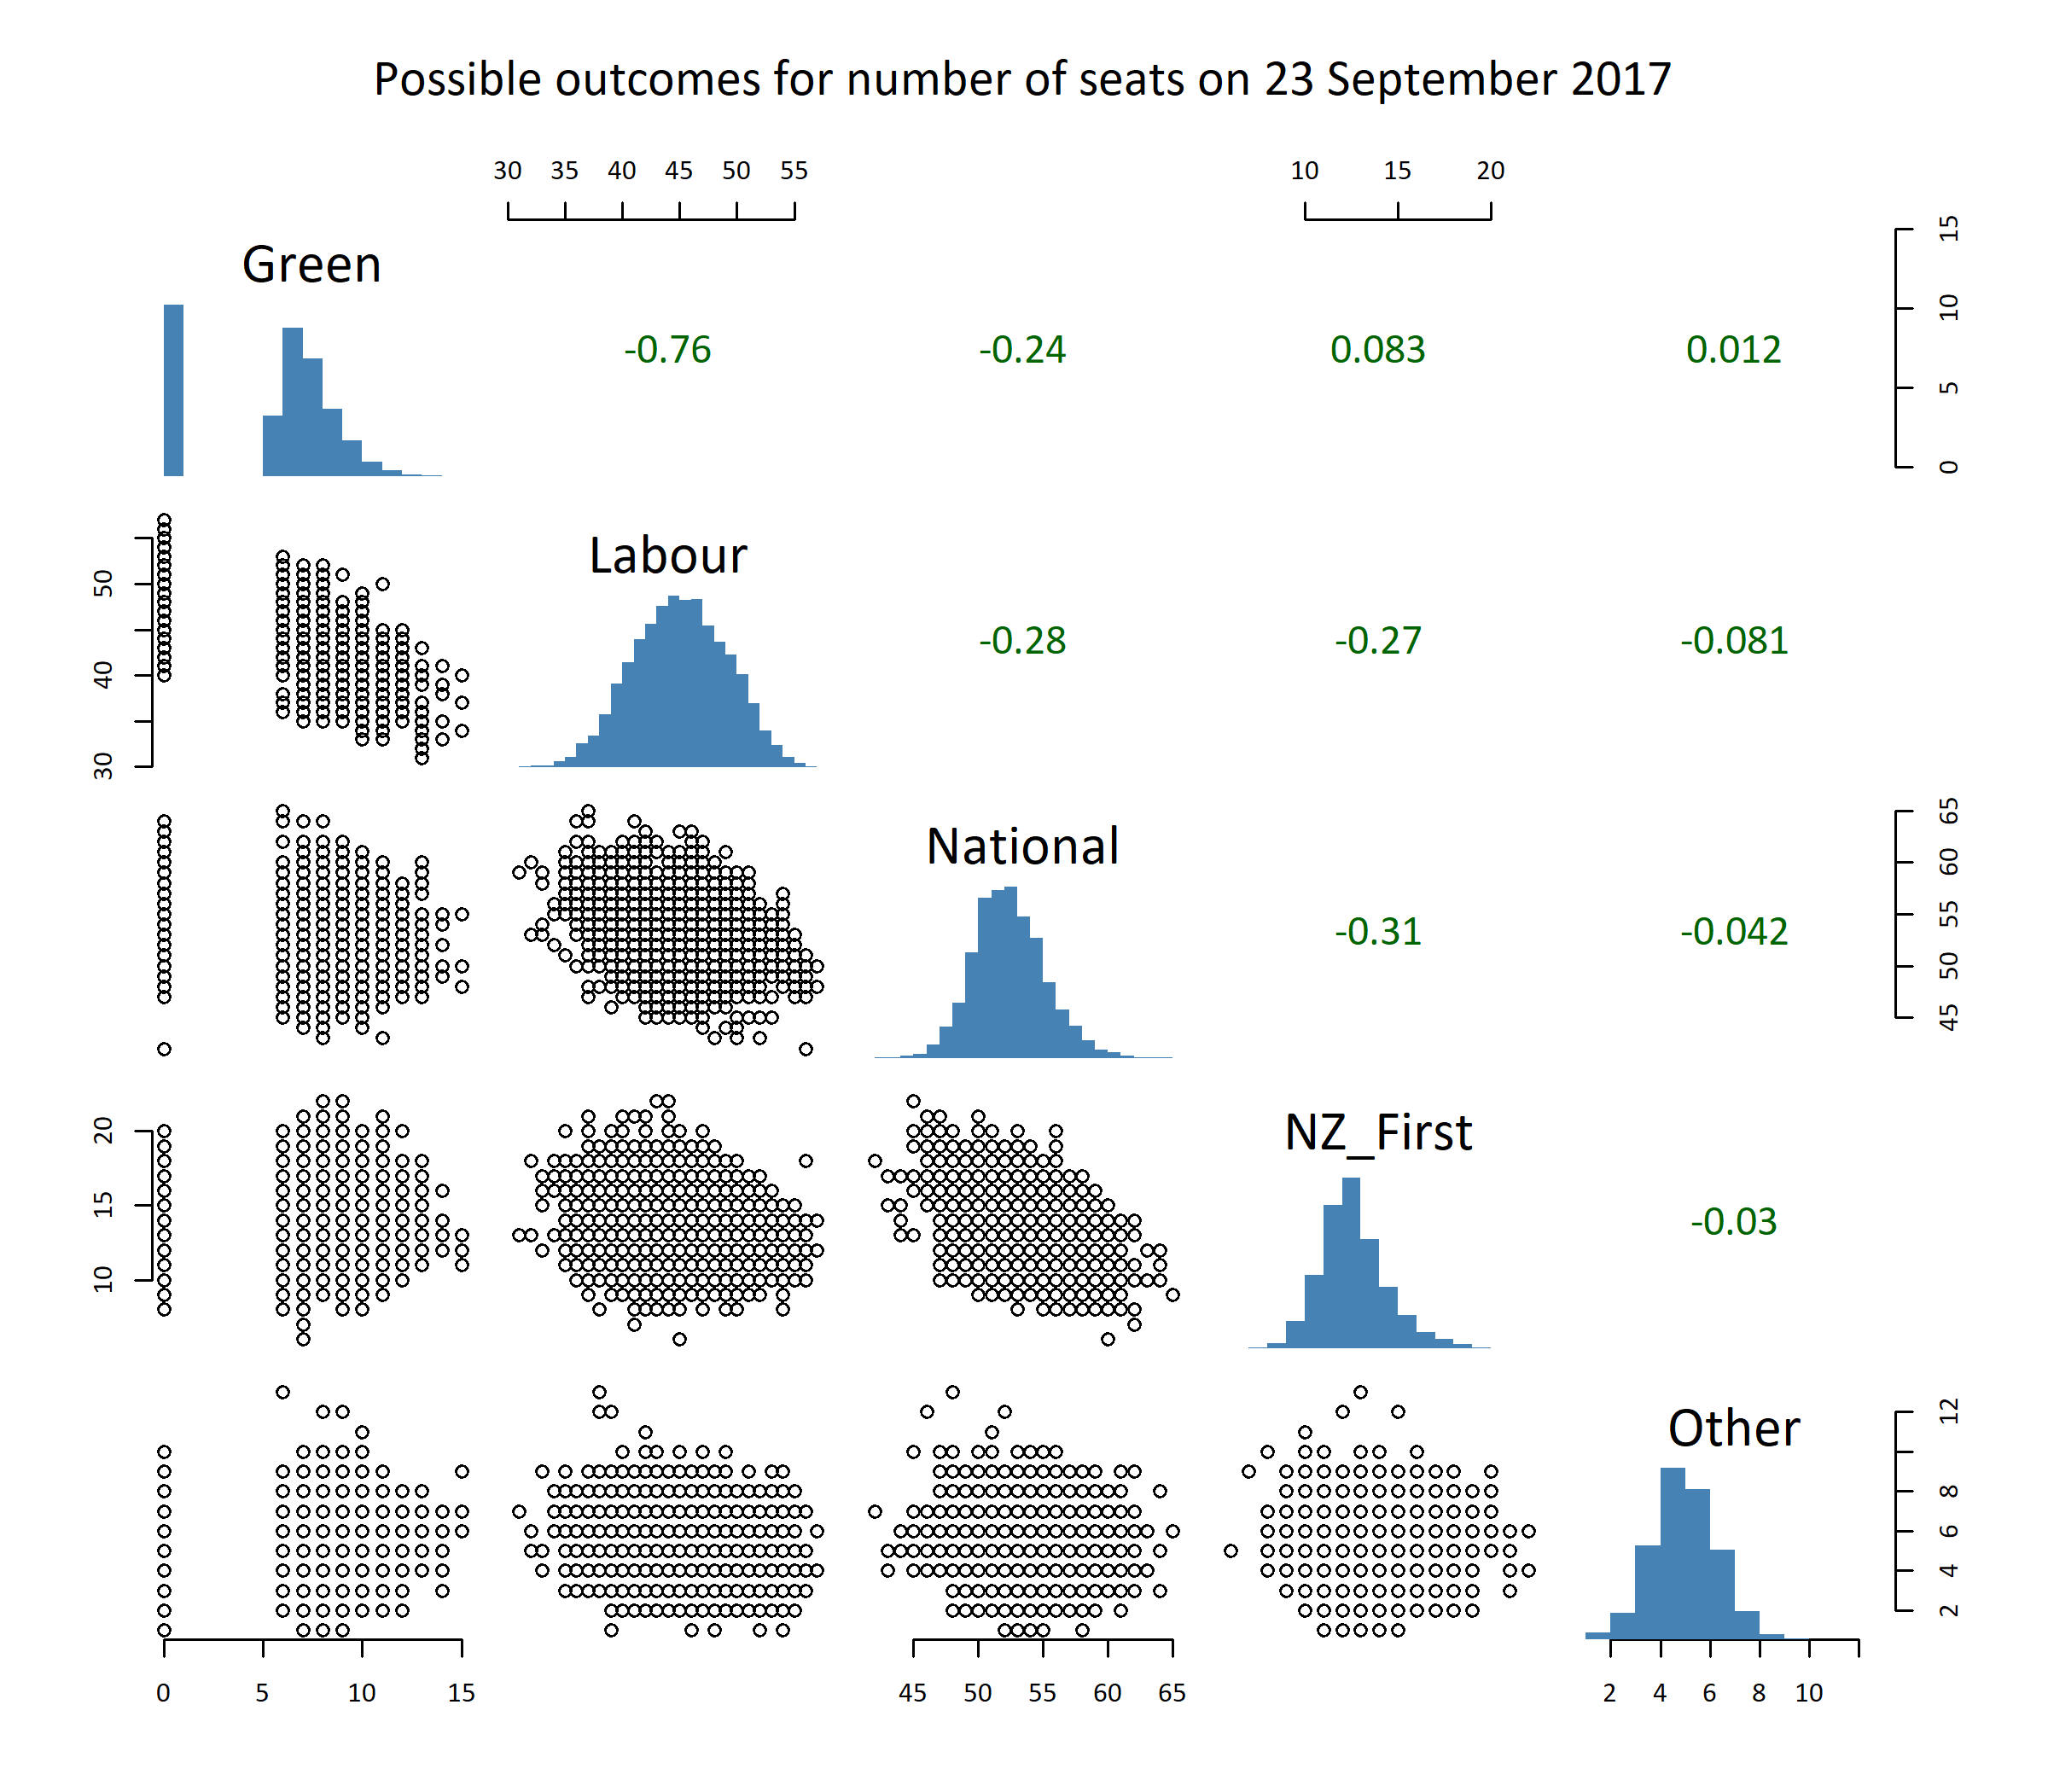 Possible outcomes for number of seats on 23 September 2017
30 35 40 45 50 55
10 15 20
Green
-0.76 -0.24 0.083 0.012
0 5 10 15
Labour
30 40 50
-0.28 -0.27 -0.081
National
-0.31 -0.042
45 50 55 60 65
NZ_First
10 15 20
-0.03
Other
2 4 6 8 12
0 5 10 15
45 50 55 60 65
2 4 6 8 10